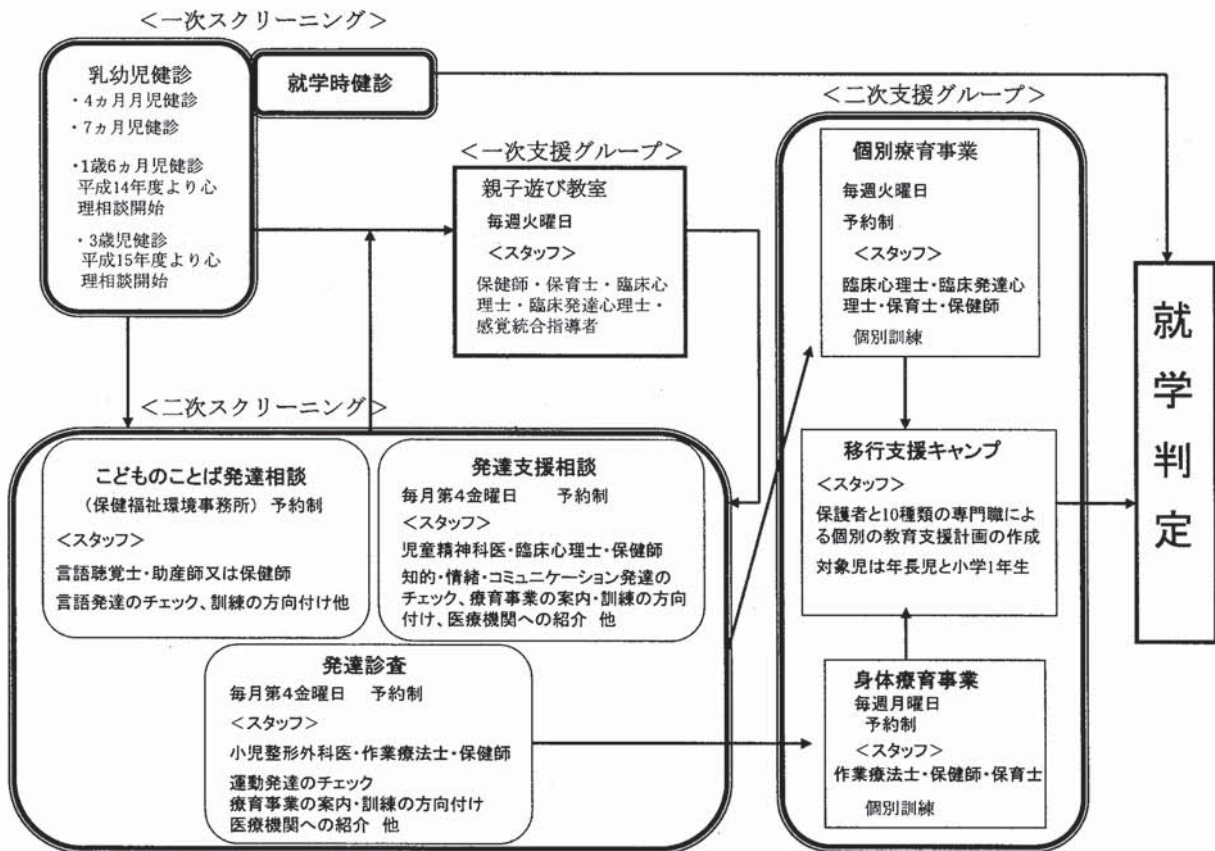 ＜一次スクリーニング＞
乳幼児健診
・4ヵ月月児健診
・7ヵ月児健診
・1歳6ヵ月児健診
平成14年度より心
理相談開始
・3歳児健診
平成15年度より心
理相談開始
就学時健診
＜一次支援グループ＞
親子遊び教室
毎週火曜日
＜スタッフ＞
保健師・保育士・臨床心
理士・臨床発達心理士・
感覚統合指導者
＜二次スクリーニング＞
こどものことば発達相談
(保健福祉環境事務所) 予約制
＜スタッフ＞
言語聴覚士・助産師又は保健師
言語発達のチェック、訓練の方向付け他
発達支援相談
毎月第4金曜日　予約制
＜スタッフ＞
児童精神科医・臨床心理士・保健師
知的・情緒・コミュニケーション発達の
チェック、療育事業の案内・訓練の方向
付け、医療機関への紹介 他
発達診査
毎月第4金曜日　予約制
＜スタッフ＞
小児整形外科医・作業療法士・保健師
運動発達のチェック
療育事業の案内・訓練の方向付け
医療機関への紹介 他
＜二次支援グループ＞
個別療育事業
毎週火曜日
予約制
＜スタッフ＞
臨床心理士・臨床発達心
理士・保育士・保健師
個別訓練
移行支援キャンプ
＜スタッフ＞
保護者と10種類の専門職によ
る個別の教育支援計画の作成
対象児は年長児と小学1年生
身体療育事業
毎週月曜日
予約制
＜スタッフ＞
作業療法士・保健師・保育士
個別訓練
就学判定